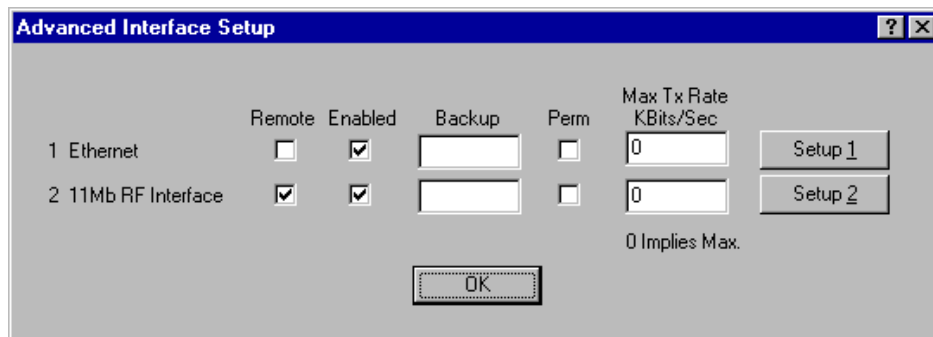 Advanced Interface Setup
Max Tx Rate
Remote Enabled Backup Perm KBits/Sec
1 Ethernet 0 Setup 1
2 11Mb RF Interface 0 Setup 2
0 Implies Max.
OK